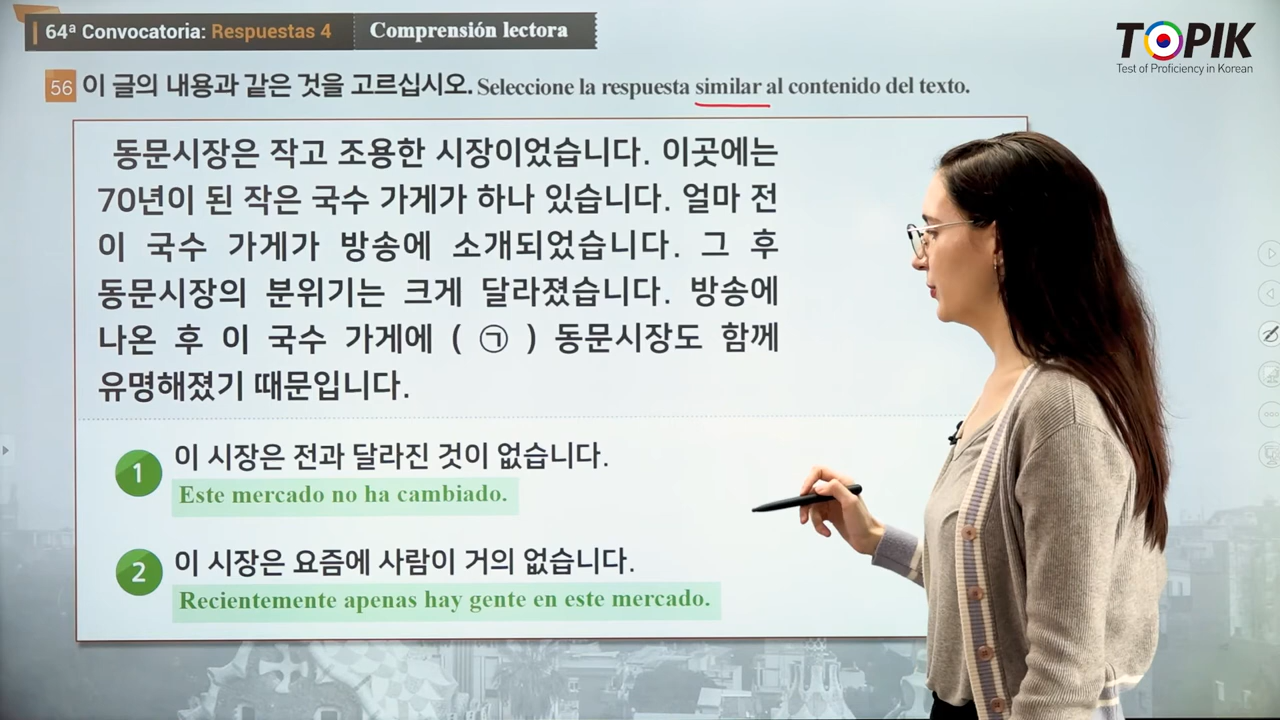 64ª Convocatoria: Respuestas 4
Comprensión lectora
TOPIK
Test of Proficiency in Korean
56 이 글의 내용과 같은 것을 고르십시오. Seleccione la respuesta similar al contenido del texto.
동문시장은 작고 조용한 시장이었습니다. 이곳에는
70년이 된 작은 국수 가게가 하나 있습니다. 얼마 전
이 국수 가게가 방송에 소개되었습니다. 그 후
동문시장의 분위기는 크게 달라졌습니다. 방송에
나온 후 이 국수 가게에 ( ㉠ ) 동문시장도 함께
유명해졌기 때문입니다.
1 이 시장은 전과 달라진 것이 없습니다.
Este mercado no ha cambiado.
2 이 시장은 요즘에 사람이 거의 없습니다.
Recientemente apenas hay gente en este mercado.